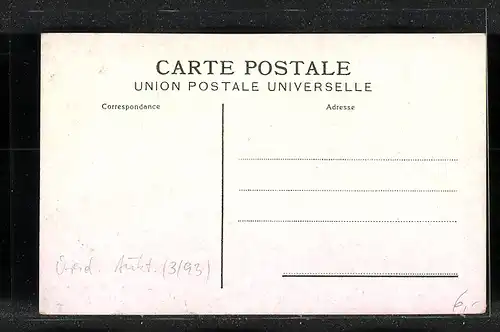 CARTE POSTALE
UNION POSTALE UNIVERSELLE
Correspondance
Adresse
(3/93)
6,-